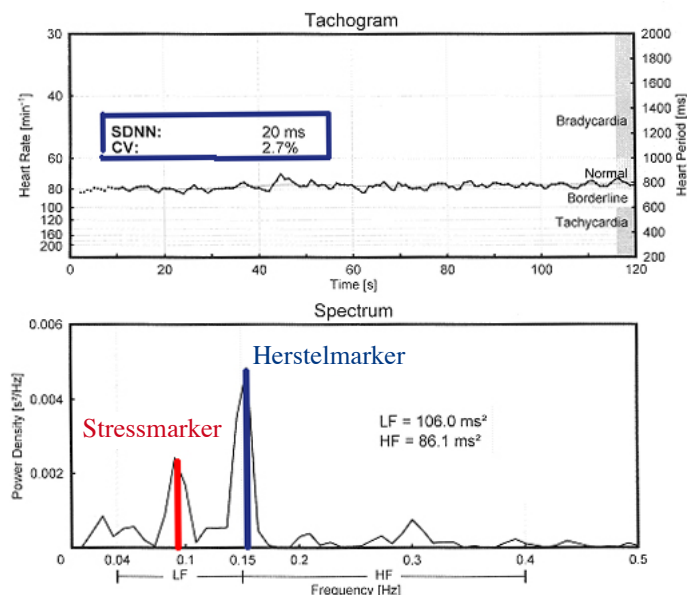 Tachogram
30
40
60
80
100
120
160
200
Heart Rate [min⁻¹]
SDNN: 20 ms
CV: 2.7%
Bradycardia
Normal
Borderline
Tachycardia
2000
1800
1600
1400
1200
1000
800
600
400
200
Heart Period [ms]
0 20 40 60 80 100 120
Time [s]
Spectrum
0.006
0.004
0.002
Power Density [s²/Hz]
Herstelmarker
Stressmarker
LF = 106.0 ms²
HF = 86.1 ms²
0 0.04 0.1 0.15 0.2 0.3 0.4 0.5
LF HF
Frequency [Hz]